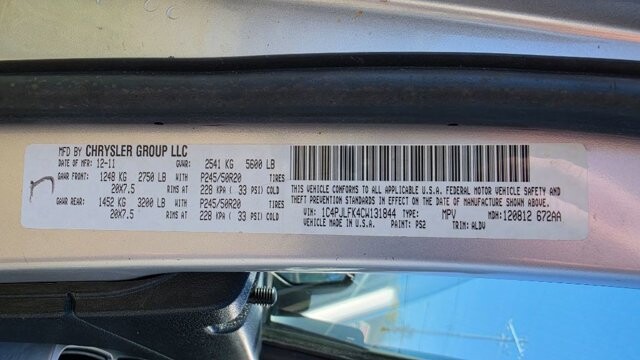 MFD BY CHRYSLER GROUP LLC
DATE OF MFR: 12-11 GVWR: 2541 KG 5600 LB
GAWR FRONT: 1248 KG 2750 LB P245/50R20 TIRES
20X7.5 RIMS AT 228 KPA ( 33 PSI) COLD
GAWR REAR: 1452 KG 3200 LB P245/50R20 TIRES
20X7.5 RIMS AT 228 KPA ( 33 PSI) COLD
THIS VEHICLE CONFORMS TO ALL APPLICABLE U.S.A. FEDERAL MOTOR VEHICLE SAFETY AND
THEFT PREVENTION STANDARDS IN EFFECT ON THE DATE OF MANUFACTURE SHOWN ABOVE.
VIN: 1C4PJLFK4CW131844 TYPE: MPV MDH: 120812 672AA
VEHICLE MADE IN U.S.A. PAINT: PS2 TRIM: ALDV